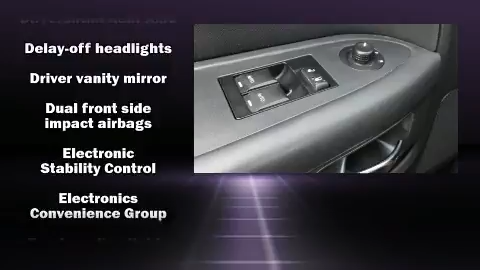 Delay-off headlights
Driver vanity mirror
Dual front side
impact airbags
Electronic
Stability Control
Electronics
Convenience Group